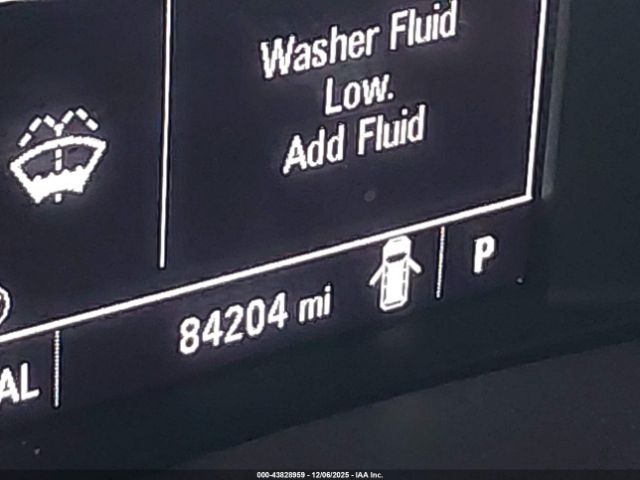 Washer Fluid
Low.
Add Fluid
84204 mi
P
AL
000-43828959 - 12/06/2025 - IAA Inc.